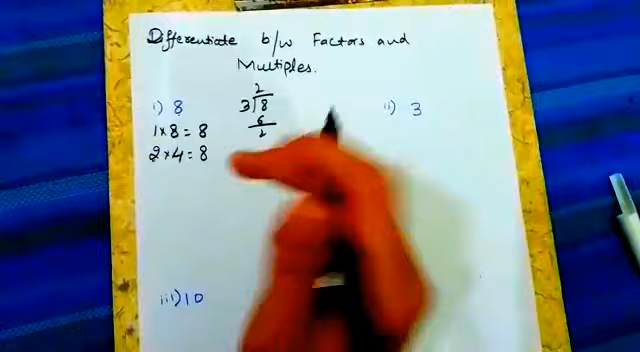 Differentiate b/w Factors and
Multiples.
i) 8
1×8=8
2×4=8
2
3)8
6
2
ii) 3
iii) 10